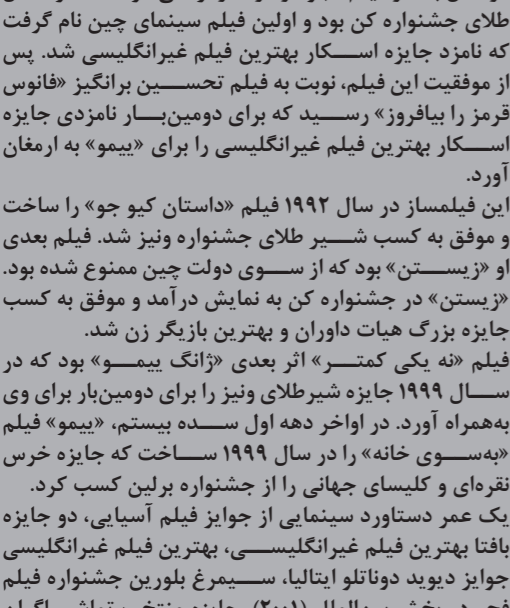 طلای جشنواره کن بود و اولین فیلم سینمای چین نام گرفت
که نامزد جایزه اسکار بهترین فیلم غیرانگلیسی شد. پس
از موفقیت این فیلم، نوبت به فیلم تحسین برانگیز «فانوس
قرمز را بیافروز» رسید که برای دومین‌بار نامزدی جایزه
اسکار بهترین فیلم غیرانگلیسی را برای «ییمو» به ارمغان
آورد.
این فیلمساز در سال ۱۹۹۲ فیلم «داستان کیو جو» را ساخت
و موفق به کسب شیر طلای جشنواره ونیز شد. فیلم بعدی
او «زیستن» بود که از سوی دولت چین ممنوع شده بود.
«زیستن» در جشنواره کن به نمایش درآمد و موفق به کسب
جایزه بزرگ هیات داوران و بهترین بازیگر زن شد.
فیلم «نه یکی کمتر» اثر بعدی «ژانگ ییمو» بود که در
سال ۱۹۹۹ جایزه شیرطلای ونیز را برای دومین‌بار برای وی
به‌همراه آورد. در اواخر دهه اول سده بیستم، «ییمو» فیلم
«به‌سوی خانه» را در سال ۱۹۹۹ ساخت که جایزه خرس
نقره‌ای و کلیسای جهانی را از جشنواره برلین کسب کرد.
یک عمر دستاورد سینمایی از جوایز فیلم آسیایی، دو جایزه
بافتا بهترین فیلم غیرانگلیسی، بهترین فیلم غیرانگلیسی
جوایز دیوید دوناتلو ایتالیا، سیمرغ بلورین جشنواره فیلم